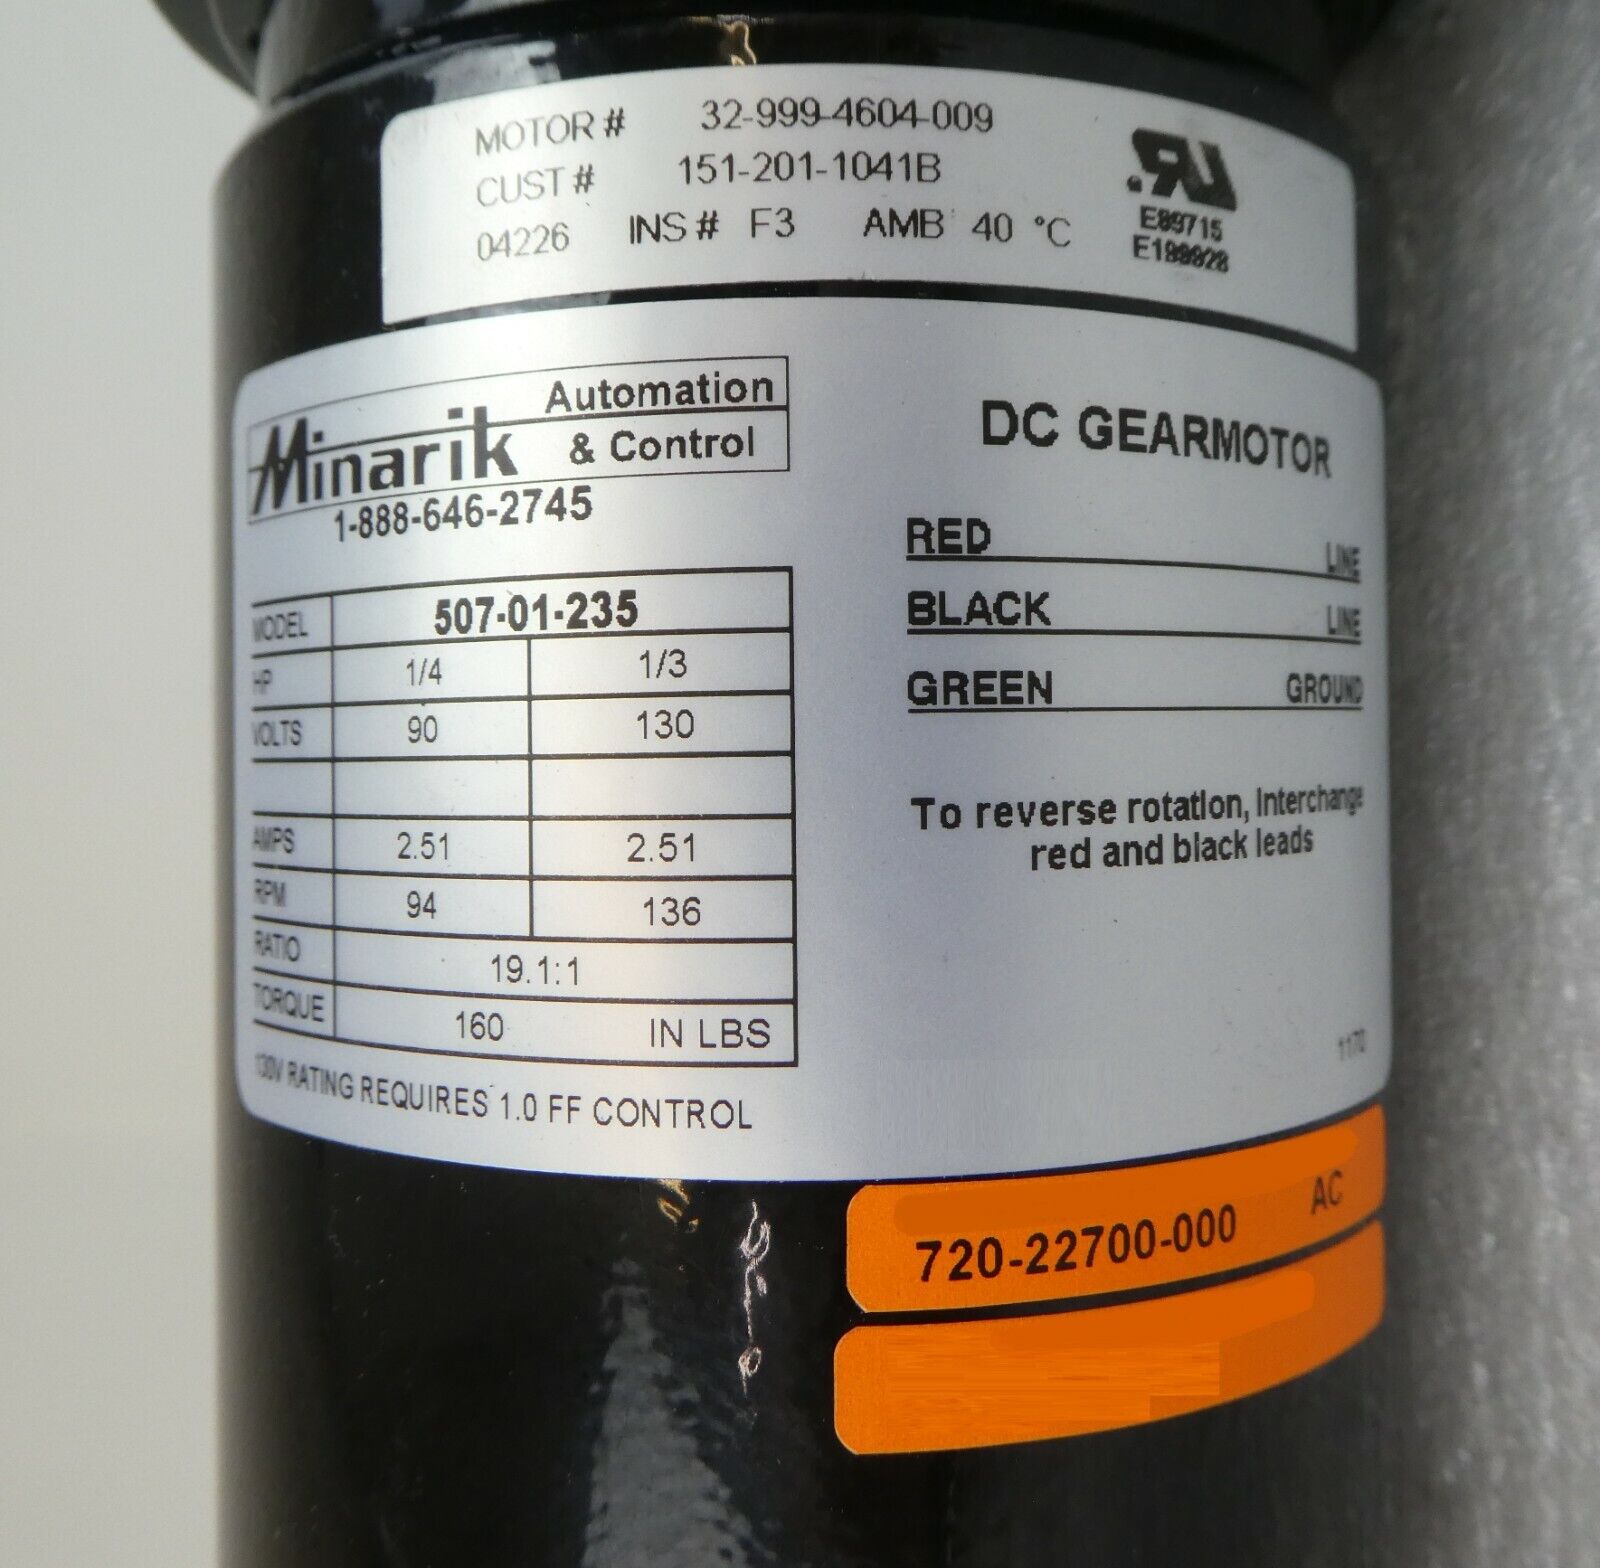 MOTOR # 32-999-4604-009
CUST # 151-201-1041B
04226 INS # F3 AMB 40 °C
E89715
Minarik Automation
& Control
1-888-646-2745
MODEL 507-01-235
HP 1/4 1/3
VOLTS 90 130
AMPS 2.51 2.51
RPM 94 136
RATIO 19.1:1
TORQUE 160 IN LBS
130V RATING REQUIRES 1.0 FF CONTROL
DC GEARMOTOR
RED LINE
BLACK LINE
GREEN GROUND
To reverse rotation, Interchange
red and black leads
1170
720-22700-000 AC